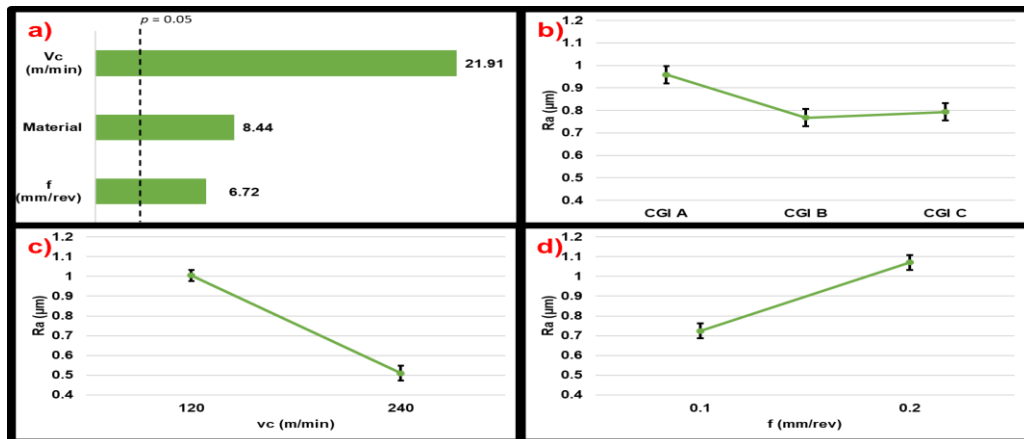 a)
p = 0.05
Vc
(m/min)
21.91
Material
8.44
f
(mm/rev)
6.72
b)
Ra (µm)
1.2
1.1
1
0.9
0.8
0.7
0.6
0.5
0.4
CGI A
CGI B
CGI C
c)
Ra (µm)
1.2
1.1
1
0.9
0.8
0.7
0.6
0.5
0.4
120
240
vc (m/min)
d)
Ra (µm)
1.2
1.1
1
0.9
0.8
0.7
0.6
0.5
0.4
0.1
0.2
f (mm/rev)